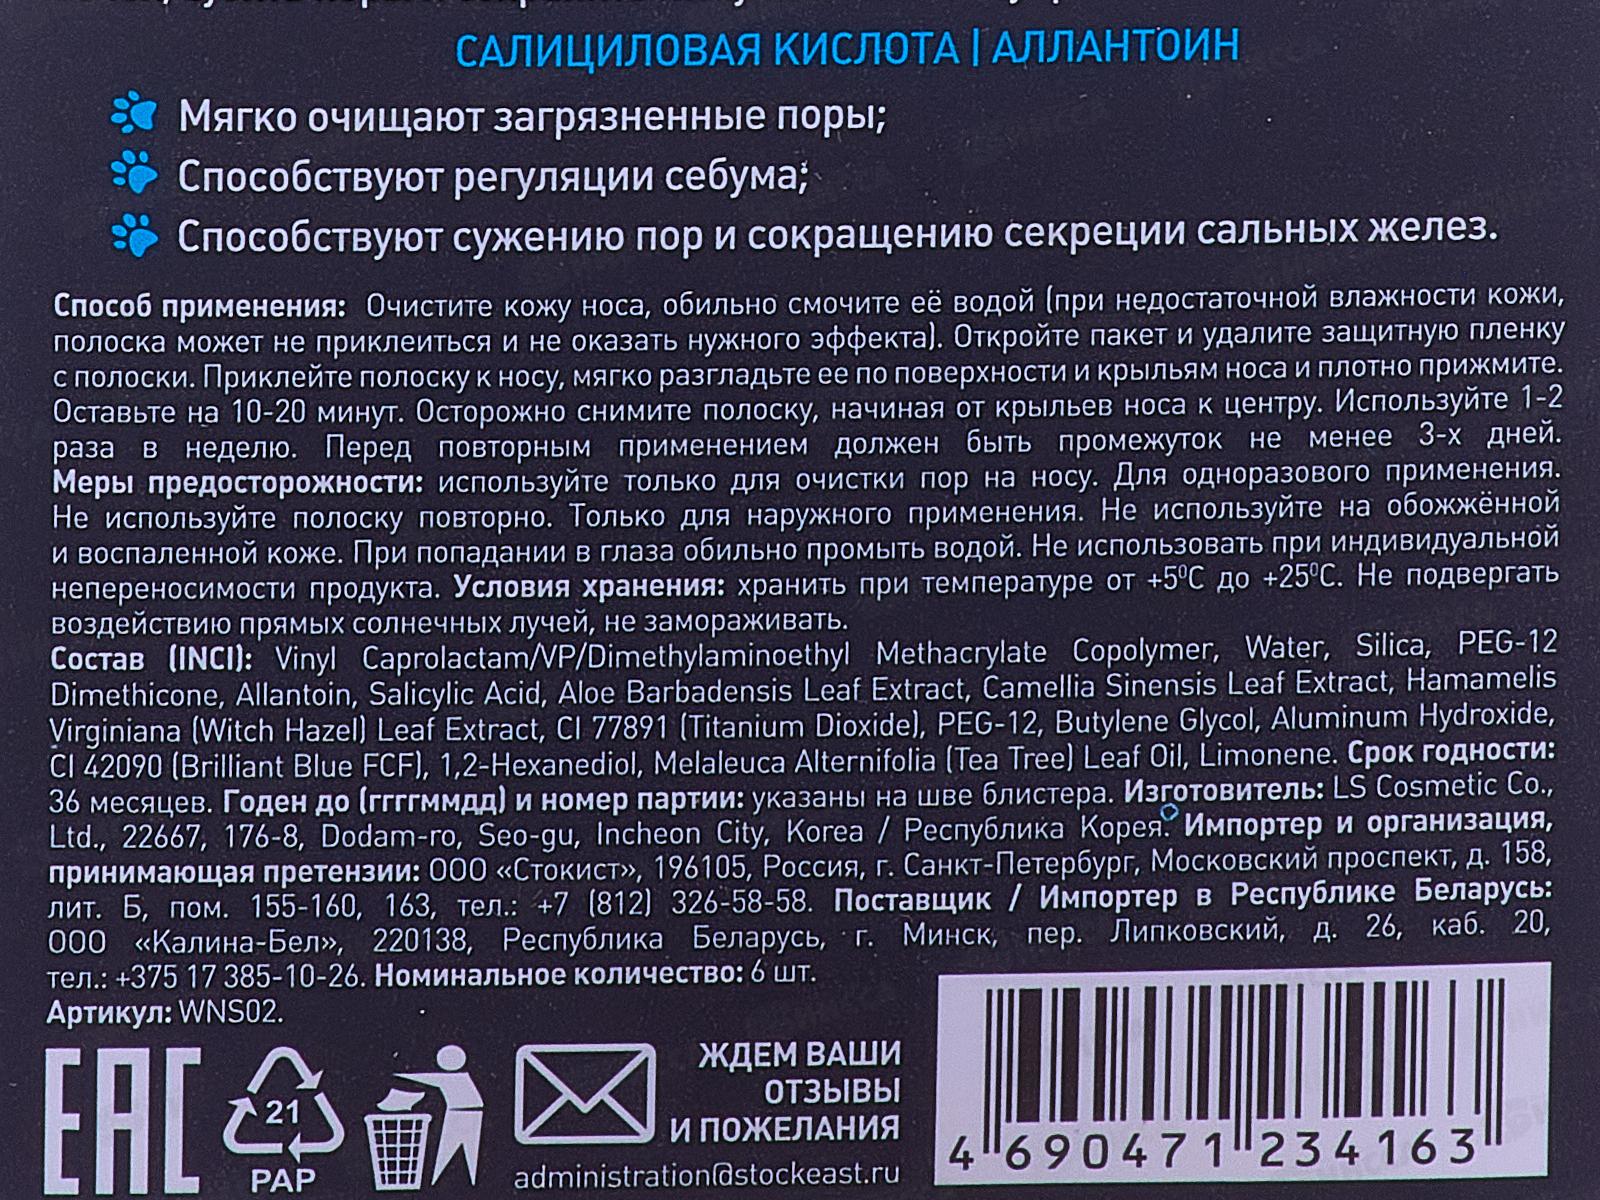 САЛИЦИЛОВАЯ КИСЛОТА | АЛЛАНТОИН
Мягко очищают загрязненные поры;
Способствуют регуляции себума;
Способствуют сужению пор и сокращению секреции сальных желез.
Способ применения: Очистите кожу носа, обильно смочите её водой (при недостаточной влажности кожи,
полоска может не приклеиться и не оказать нужного эффекта). Откройте пакет и удалите защитную пленку
с полоски. Приклейте полоску к носу, мягко разгладьте ее по поверхности и крыльям носа и плотно прижмите.
Оставьте на 10-20 минут. Осторожно снимите полоску, начиная от крыльев носа к центру. Используйте 1-2
раза в неделю. Перед повторным применением должен быть промежуток не менее 3-х дней.
Меры предосторожности: используйте только для очистки пор на носу. Для одноразового применения.
Не используйте полоску повторно. Только для наружного применения. Не используйте на обожжённой
и воспаленной коже. При попадании в глаза обильно промыть водой. Не использовать при индивидуальной
непереносимости продукта. Условия хранения: хранить при температуре от +5⁰С до +25⁰С. Не подвергать
воздействию прямых солнечных лучей, не замораживать.
Состав (INCI): Vinyl Caprolactam/VP/Dimethylaminoethyl Methacrylate Copolymer, Water, Silica, PEG-12
Dimethicone, Allantoin, Salicylic Acid, Aloe Barbadensis Leaf Extract, Camellia Sinensis Leaf Extract, Hamamelis
Virginiana (Witch Hazel) Leaf Extract, CI 77891 (Titanium Dioxide), PEG-12, Butylene Glycol, Aluminum Hydroxide,
CI 42090 (Brilliant Blue FCF), 1,2-Hexanediol, Melaleuca Alternifolia (Tea Tree) Leaf Oil, Limonene. Срок годности:
36 месяцев. Годен до (ггггммдд) и номер партии: указаны на шве блистера. Изготовитель: LS Cosmetic Co.,
Ltd., 22667, 176-8, Dodam-ro, Seo-gu, Incheon City, Korea / Республика Корея. Импортер и организация,
принимающая претензии: ООО «Стокист», 196105, Россия, г. Санкт-Петербург, Московский проспект, д. 158,
лит. Б, пом. 155-160, 163, тел.: +7 (812) 326-58-58. Поставщик / Импортер в Республике Беларусь:
ООО «Калина-Бел», 220138, Республика Беларусь, г. Минск, пер. Липковский, д. 26, каб. 20,
тел.: +375 17 385-10-26. Номинальное количество: 6 шт.
Артикул: WNS02.
ЕАС
21
PAP
ЖДЕМ ВАШИ
ОТЗЫВЫ
И ПОЖЕЛАНИЯ
administration@stockeast.ru
4 690471 234163